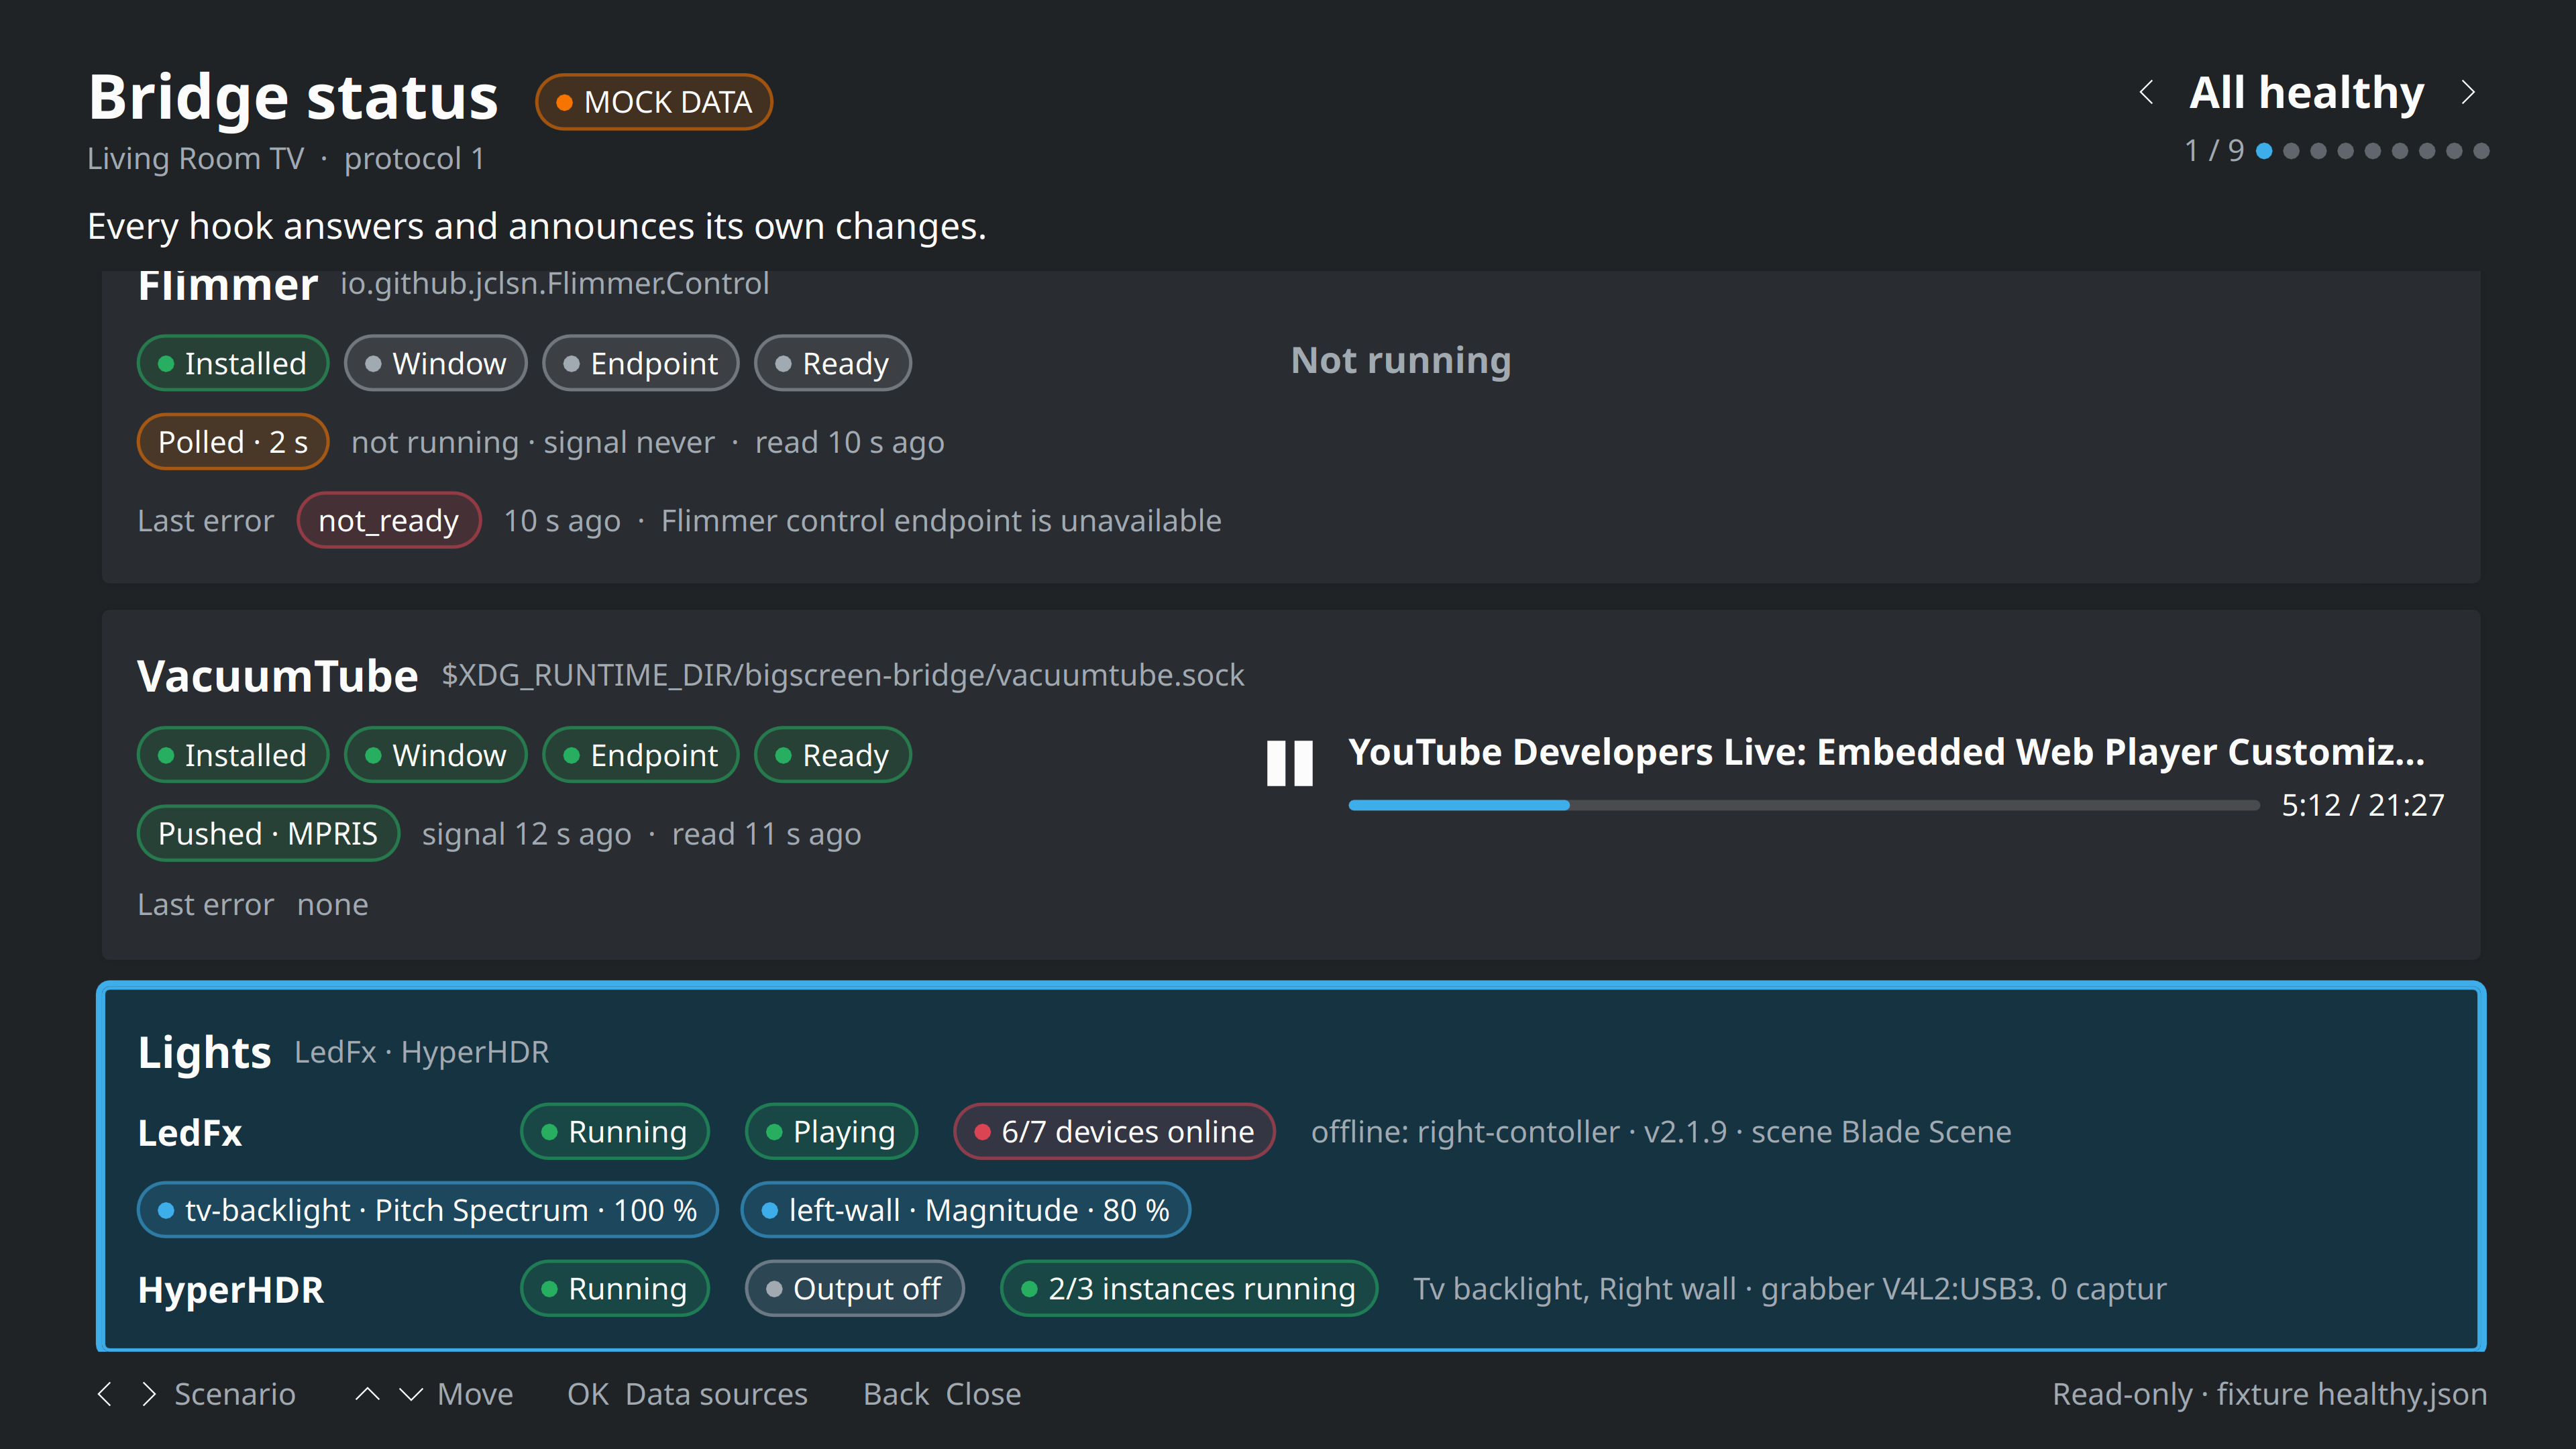 Bridge status
MOCK DATA
All healthy
Living Room TV · protocol 1
1 / 9
Every hook answers and announces its own changes.
Flimmer io.github.jclsn.Flimmer.Control
Installed Window Endpoint Ready
Not running
Polled · 2 s not running · signal never · read 10 s ago
Last error not_ready 10 s ago · Flimmer control endpoint is unavailable
VacuumTube $XDG_RUNTIME_DIR/bigscreen-bridge/vacuumtube.sock
Installed Window Endpoint Ready
YouTube Developers Live: Embedded Web Player Customiz...
5:12 / 21:27
Pushed · MPRIS signal 12 s ago · read 11 s ago
Last error none
Lights LedFx · HyperHDR
LedFx Running Playing 6/7 devices online offline: right-contoller · v2.1.9 · scene Blade Scene
tv-backlight · Pitch Spectrum · 100 % left-wall · Magnitude · 80 %
HyperHDR Running Output off 2/3 instances running Tv backlight, Right wall · grabber V4L2:USB3. 0 captur
Scenario Move OK Data sources Back Close
Read-only · fixture healthy.json